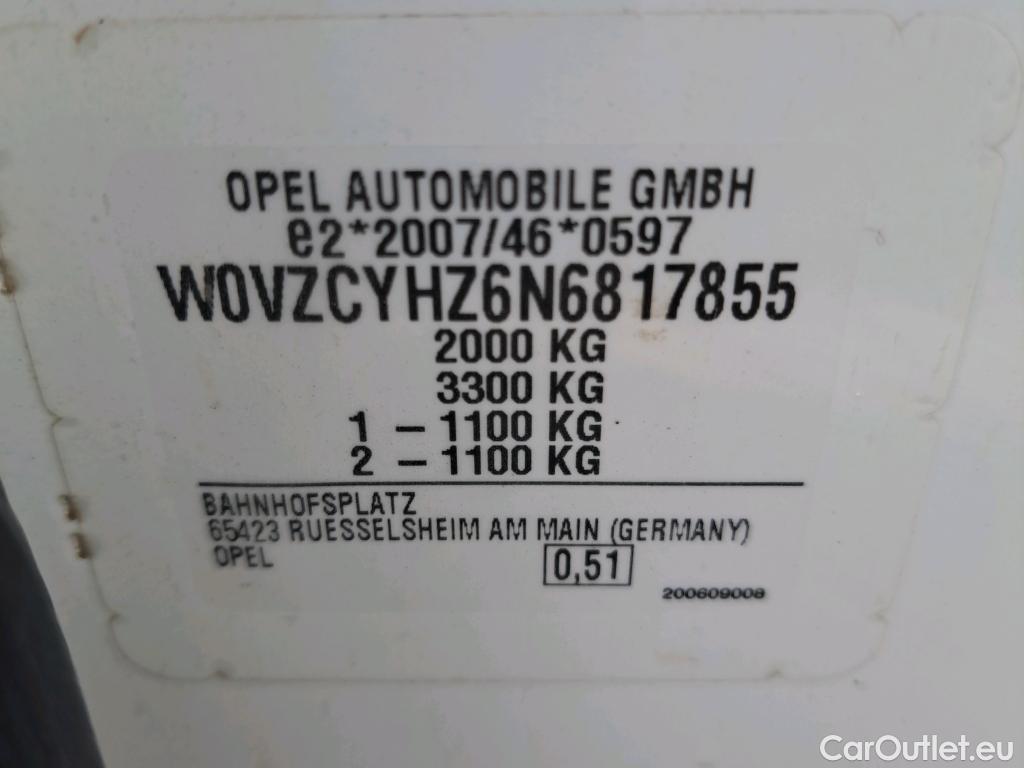 OPEL AUTOMOBILE GMBH
e2*2007/46*0597
W0VZCYHZ6N6817855
2000 KG
3300 KG
1 – 1100 KG
2 – 1100 KG
BAHNHOFSPLATZ
65423 RUESSELSHEIM AM MAIN (GERMANY)
OPEL 0,51
200609008
CarOutlet.eu